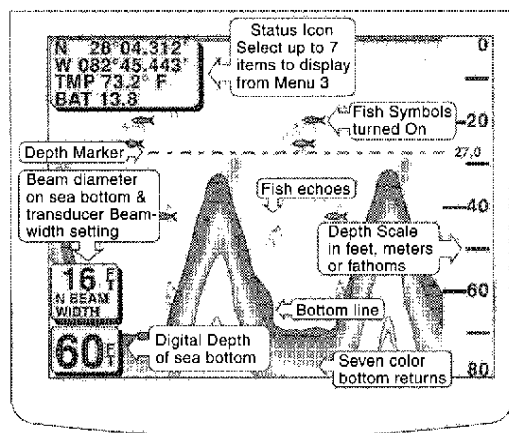 N 28°04.312'
W 082°45.443'
TMP 73.2° F
BAT 13.8
Status Icon
Select up to 7
items to display
from Menu 3
0
Fish Symbols
turned On
20
Depth Marker
27.0
Beam diameter
on sea bottom &
transducer Beam-
width setting
Fish echoes
40
Depth Scale
in feet, meters
or fathoms
16 FT
N BEAM
WIDTH
Bottom line
60
60 FT
Digital Depth
of sea bottom
Seven color
bottom returns
80